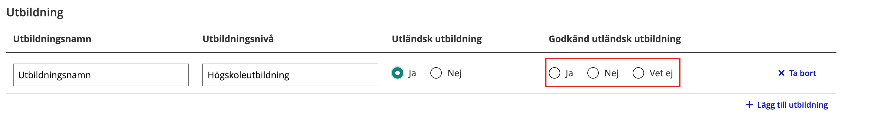 Utbildning
Utbildningsnamn Utbildningsnivå Utländsk utbildning Godkänd utländsk utbildning
Utbildningsnamn Högskoleutbildning Ja Nej Ja Nej Vet ej Ta bort
Lägg till utbildning